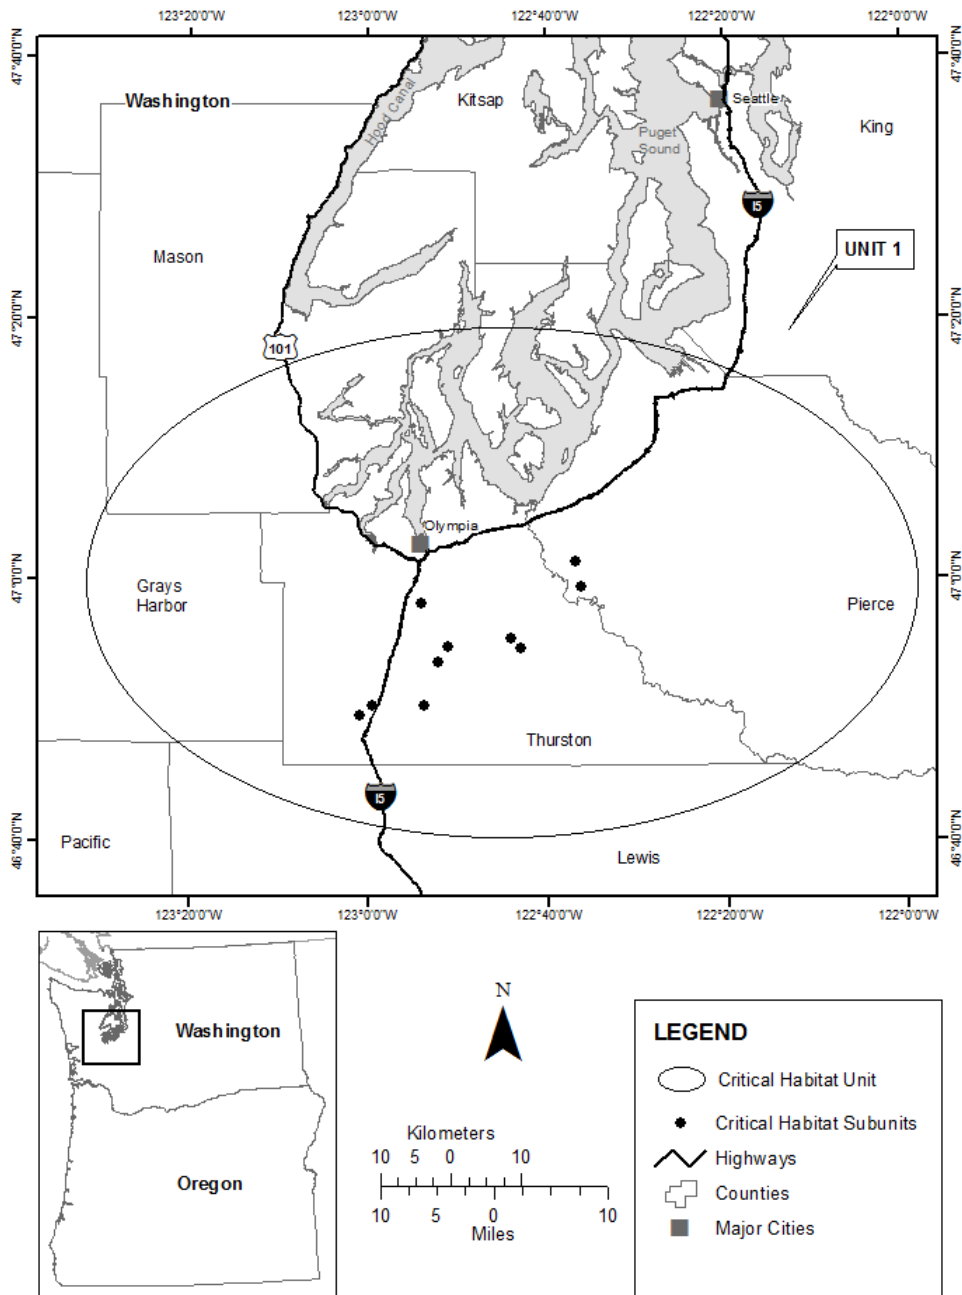 123°20'0"W 123°0'0"W 122°40'0"W 122°20'0"W 122°0'0"W
47°40'0"N
47°40'0"N
Washington
Hood Canal
Kitsap
Seattle
King
Puget
Sound
I5
UNIT 1
Mason
47°20'0"N
47°20'0"N
101
Olympia
47°0'0"N
47°0'0"N
Grays
Harbor
Pierce
Thurston
I5
46°40'0"N
46°40'0"N
Pacific
Lewis
123°20'0"W 123°0'0"W 122°40'0"W 122°20'0"W 122°0'0"W
Washington
Oregon
N
Kilometers
10 5 0 10
10 5 0 10
Miles
LEGEND
Critical Habitat Unit
Critical Habitat Subunits
Highways
Counties
Major Cities